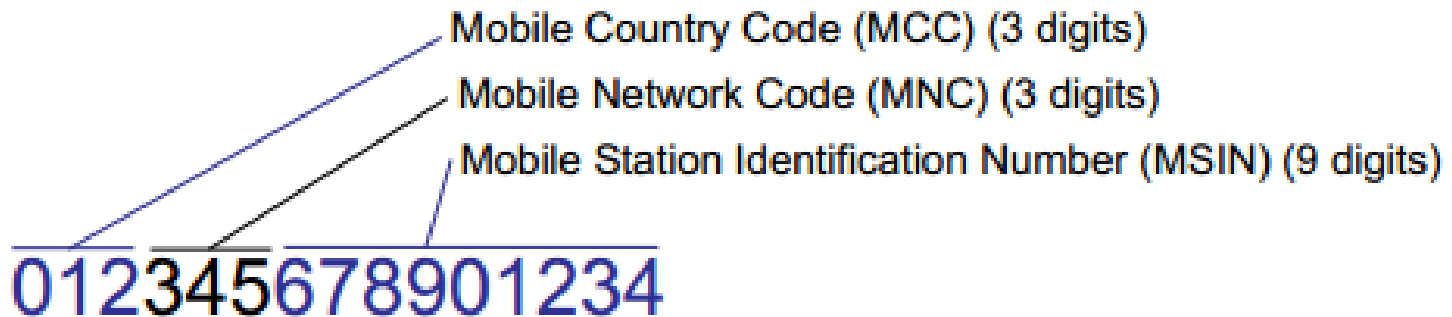 Mobile Country Code (MCC) (3 digits)
Mobile Network Code (MNC) (3 digits)
Mobile Station Identification Number (MSIN) (9 digits)
012345678901234